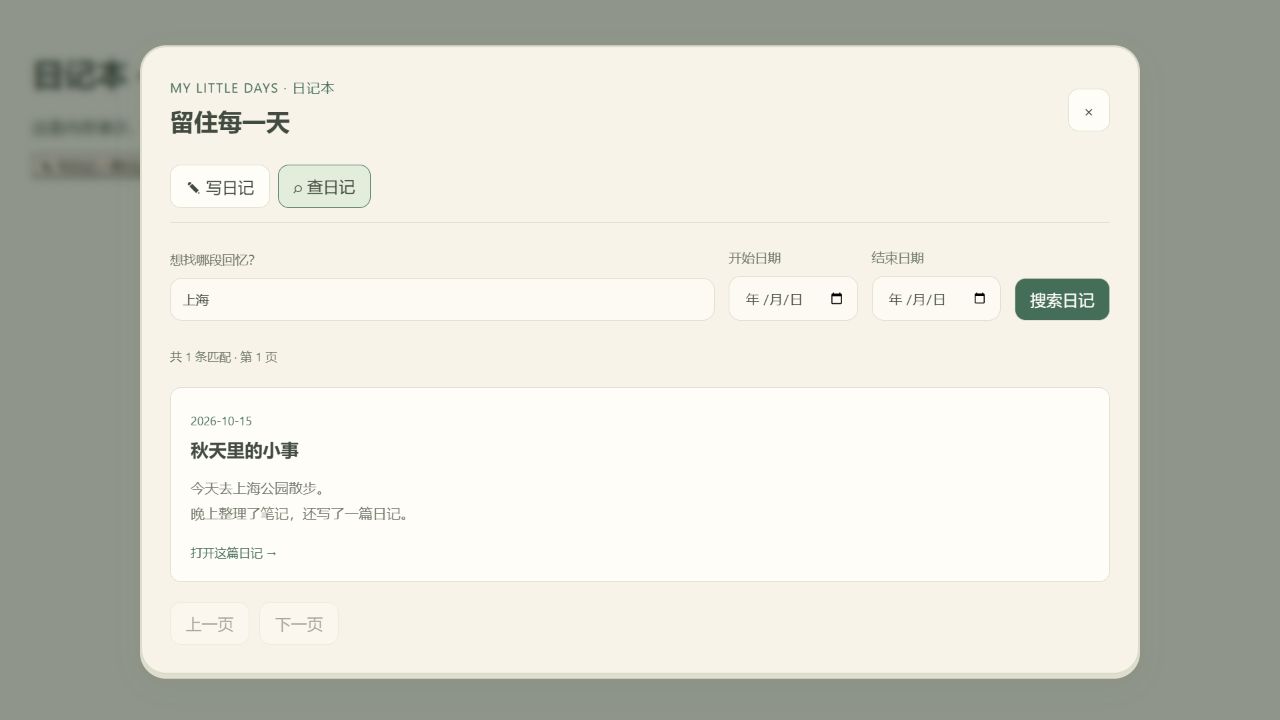 日记本
MY LITTLE DAYS · 日记本
留住每一天
×
✎ 写日记
⌕ 查日记
想找哪段回忆?
开始日期
结束日期
上海
年 /月/日
年 /月/日
搜索日记
共 1 条匹配 · 第 1 页
2026-10-15
秋天里的小事
今天去上海公园散步。
晚上整理了笔记，还写了一篇日记。
打开这篇日记 →
上一页
下一页